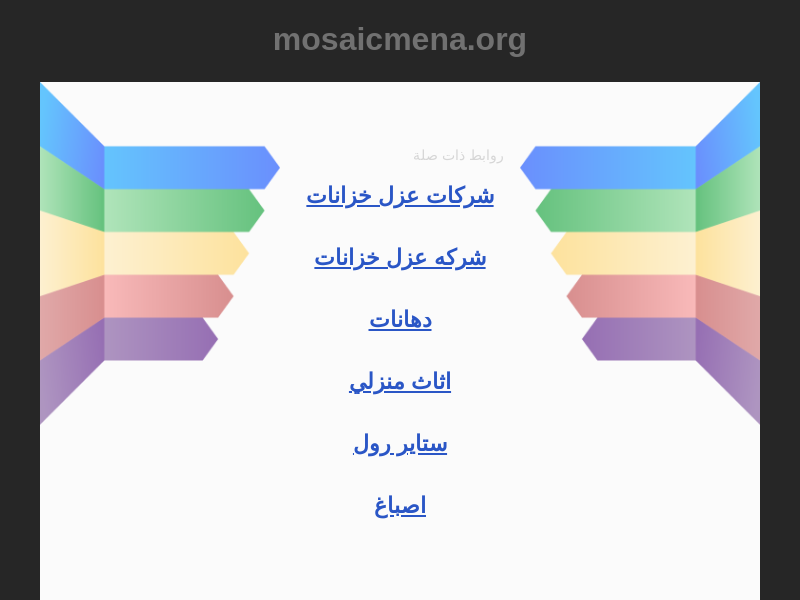 mosaicmena.org
روابط ذات صلة
شركات عزل خزانات
شركه عزل خزانات
دهانات
اثاث منزلي
ستاير رول
اصباغ